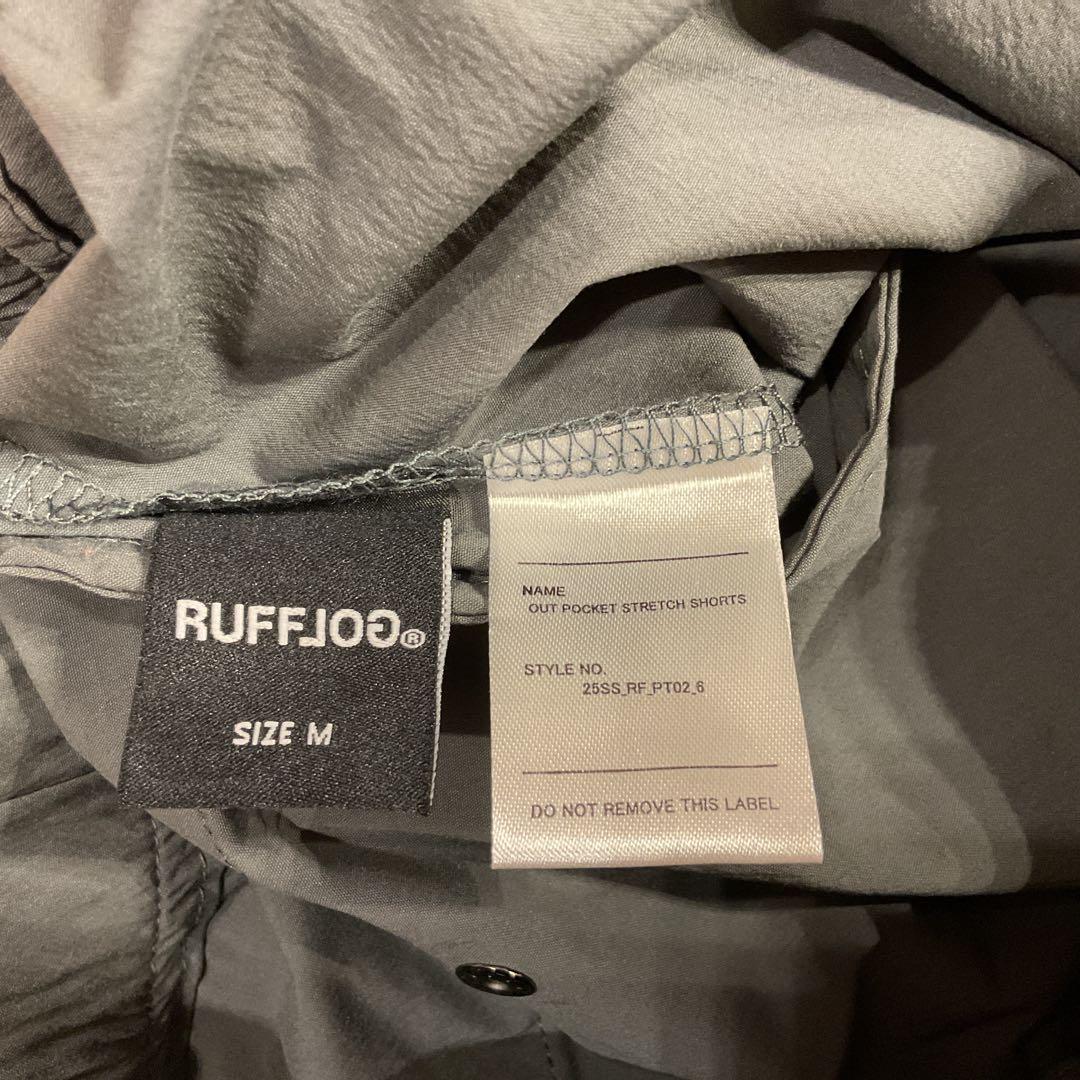 RUFFLOG®
SIZE M
NAME
OUT POCKET STRETCH SHORTS
STYLE NO.
25SS_RF_PT02_6
DO NOT REMOVE THIS LABEL